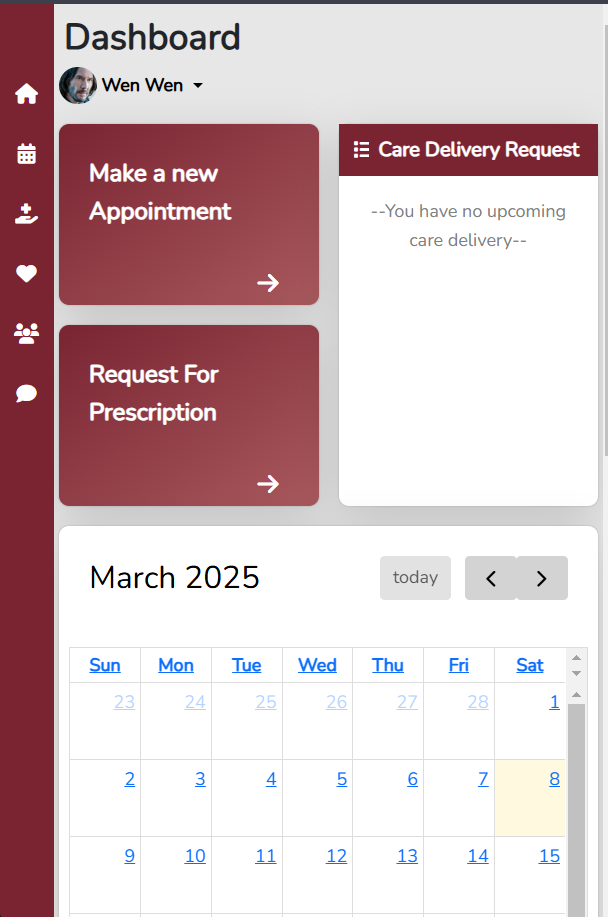 Dashboard
Wen Wen
Make a new
Appointment
Request For
Prescription
Care Delivery Request
--You have no upcoming
care delivery--
March 2025
today
Sun Mon Tue Wed Thu Fri Sat
23 24 25 26 27 28 1
2 3 4 5 6 7 8
9 10 11 12 13 14 15